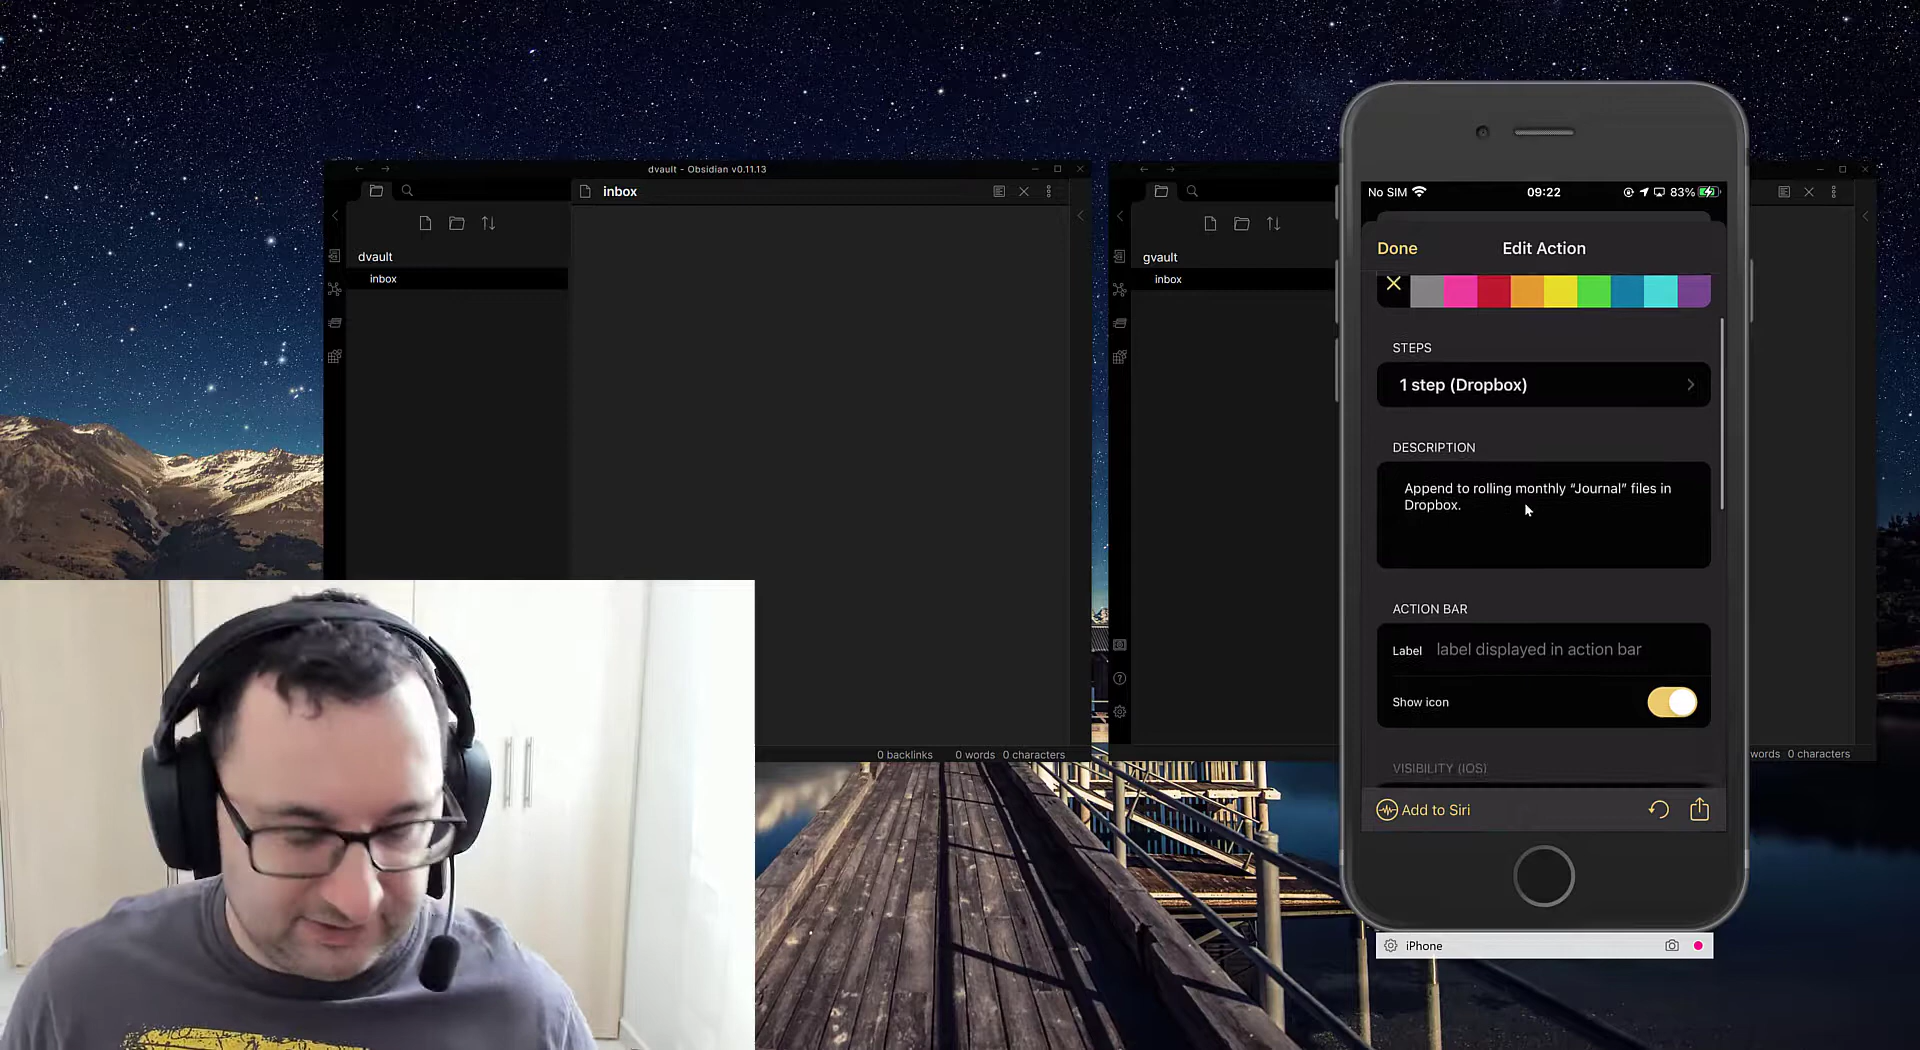 dvault - Obsidian v0.11.13
inbox
dvault
inbox
0 backlinks 0 words 0 characters
gvault
inbox
words 0 characters
No SIM 09:22 83%
Done Edit Action
STEPS
1 step (Dropbox)
DESCRIPTION
Append to rolling monthly “Journal” files in
Dropbox.
ACTION BAR
Label label displayed in action bar
Show icon
VISIBILITY (IOS)
Add to Siri
iPhone